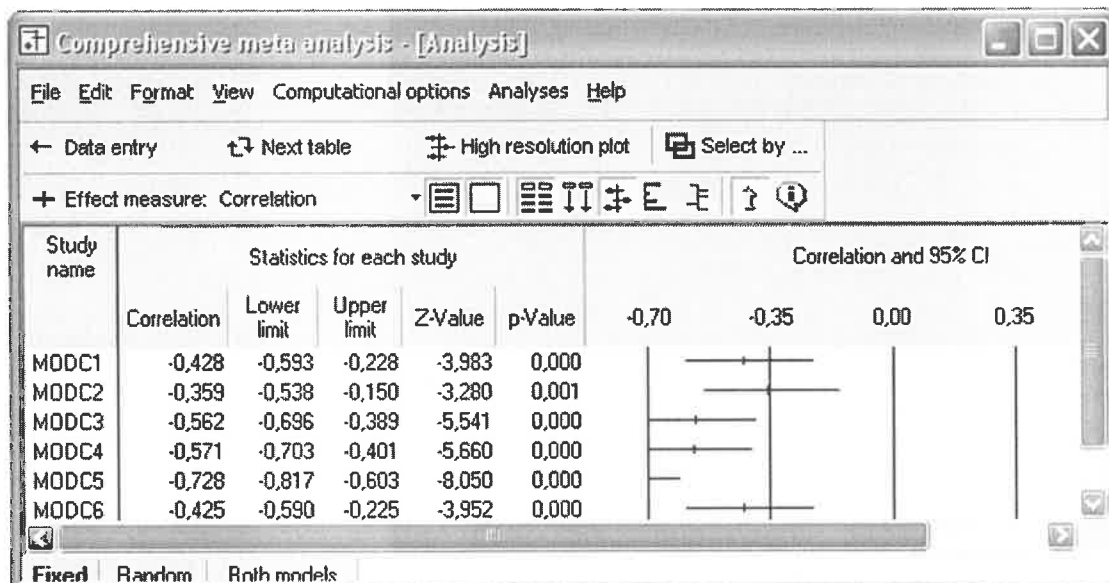 Comprehensive meta analysis - [Analysis]
File Edit Format View Computational options Analyses Help
← Data entry Next table High resolution plot Select by ...
+ Effect measure: Correlation
Study name Statistics for each study Correlation and 95% CI
Correlation Lower limit Upper limit Z-Value p-Value -0,70 -0,35 0,00 0,35
MODC1 -0,428 -0,593 -0,228 -3,983 0,000
MODC2 -0,359 -0,538 -0,150 -3,280 0,001
MODC3 -0,562 -0,696 -0,389 -5,541 0,000
MODC4 -0,571 -0,703 -0,401 -5,660 0,000
MODC5 -0,728 -0,817 -0,603 -8,050 0,000
MODC6 -0,425 -0,590 -0,225 -3,952 0,000
Fixed Random Both models